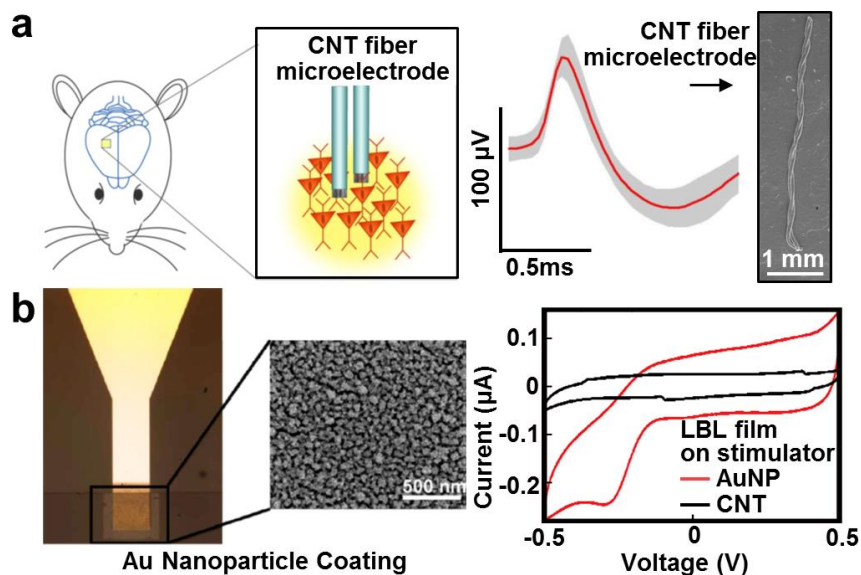 a
CNT fiber
microelectrode
100 µV
0.5ms
CNT fiber
microelectrode
1 mm
b
500 nm
Au Nanoparticle Coating
Current (µA)
0.1
0
-0.1
-0.2
LBL film
on stimulator
AuNP
CNT
-0.5
0
0.5
Voltage (V)